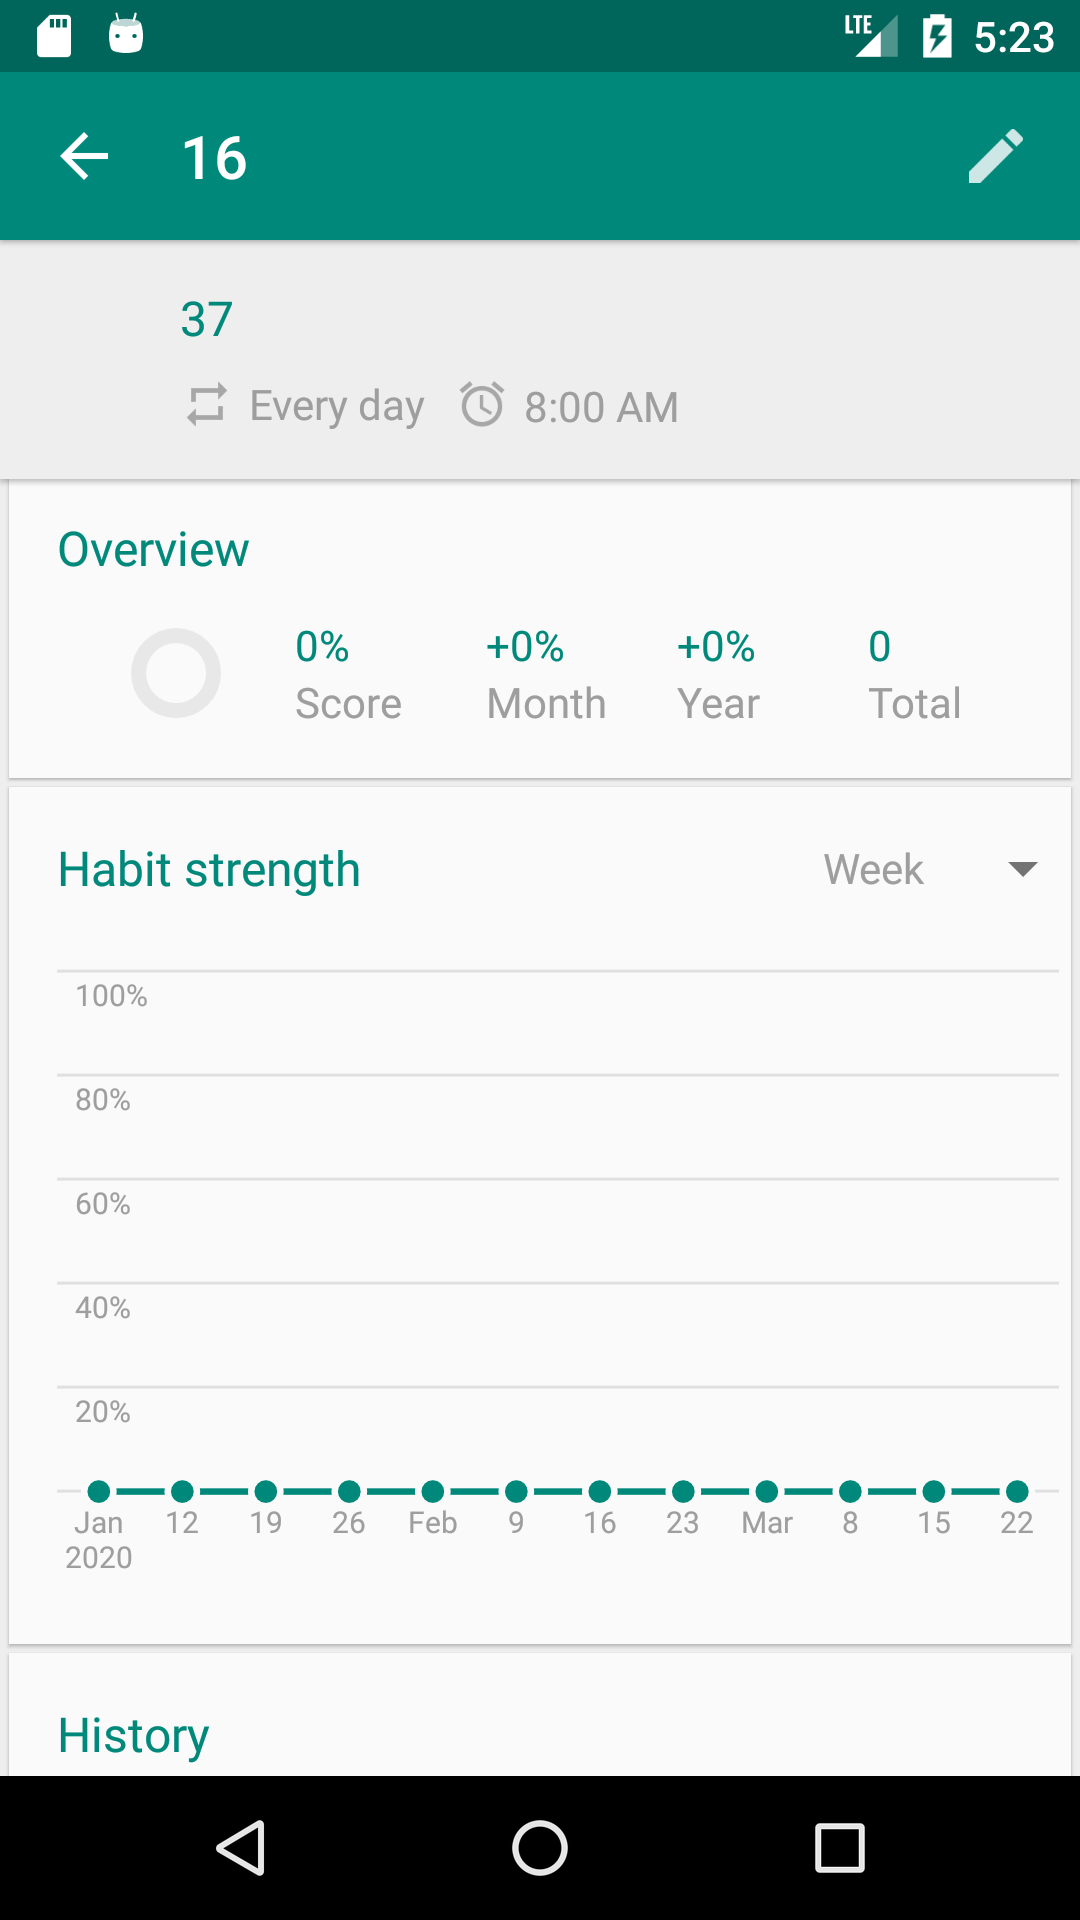 LTE 5:23
16
37
Every day 8:00 AM
Overview
0% +0% +0% 0
Score Month Year Total
Habit strength Week
100%
80%
60%
40%
20%
Jan 12 19 26 Feb 9 16 23 Mar 8 15 22
2020
History